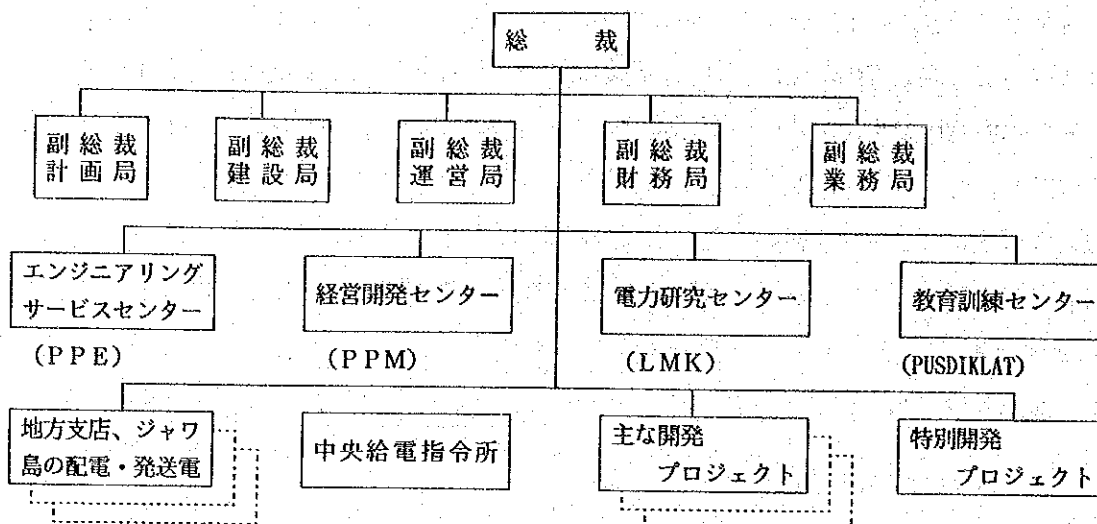 総裁
副総裁
計画局
副総裁
建設局
副総裁
運営局
副総裁
財務局
副総裁
業務局
エンジニアリング
サービスセンター
(PPE)
経営開発センター
(PPM)
電力研究センター
(LMK)
教育訓練センター
(PUSDIKLAT)
地方支店、ジャワ
島の配電・発送電
中央給電指令所
主な開発
プロジェクト
特別開発
プロジェクト